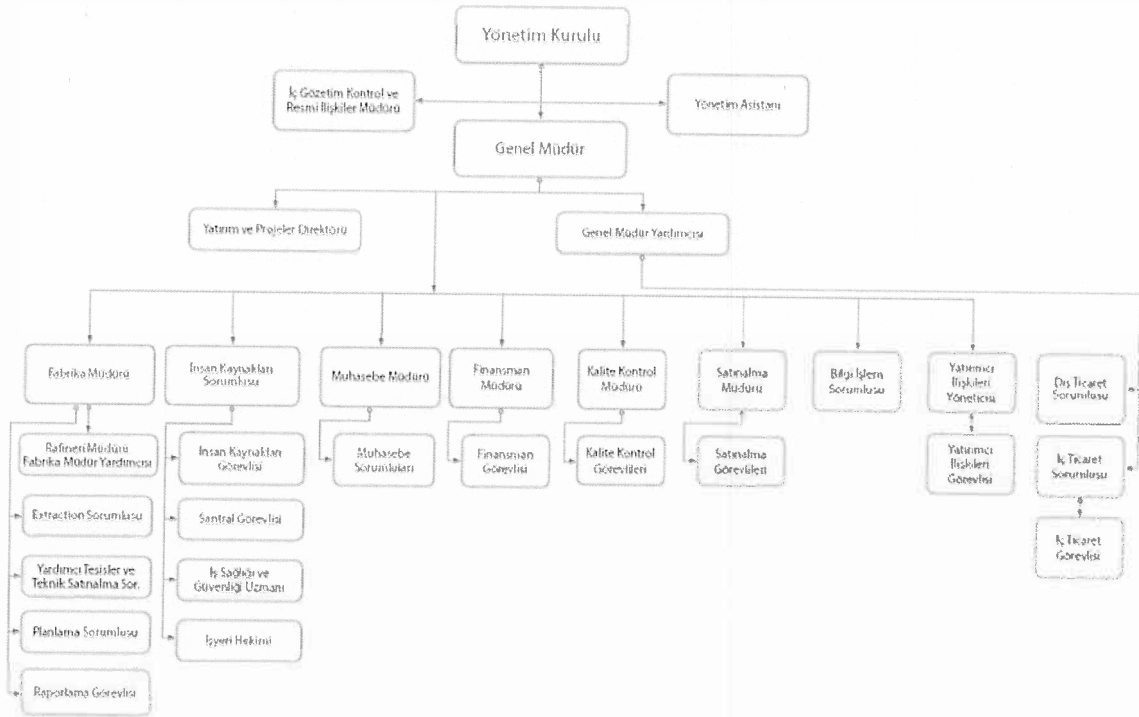 Yönetim Kurulu
İç Gözetim Kontrol ve
Resmi İlişkiler Müdürü
Yönetim Asistanı
Genel Müdür
Yatırım ve Projeler Direktörü
Genel Müdür Yardımcısı
Fabrika Müdürü
İnsan Kaynakları
Sorumlusu
Muhasebe Müdürü
Finansman
Müdürü
Kalite Kontrol
Müdürü
Satınalma
Müdürü
Bilgi İşlem
Sorumlusu
Yatırımcı
İlişkileri
Yöneticisi
Dış Ticaret
Sorumlusu
Rafineri Müdürü
Fabrika Müdür Yardımcısı
İnsan Kaynakları
Görevlisi
Muhasebe
Sorumluları
Finansman
Görevlisi
Kalite Kontrol
Görevlileri
Satınalma
Görevlileri
Yatırımcı
İlişkileri
Görevlisi
İç Ticaret
Sorumlusu
Extraction Sorumlusu
Santral Görevlisi
İç Ticaret
Görevlisi
Yardımcı Tesisler ve
Teknik Satınalma Sor.
İş Sağlığı ve
Güvenliği Uzmanı
Planlama Sorumlusu
İşyeri Hekimi
Raporlama Görevlisi